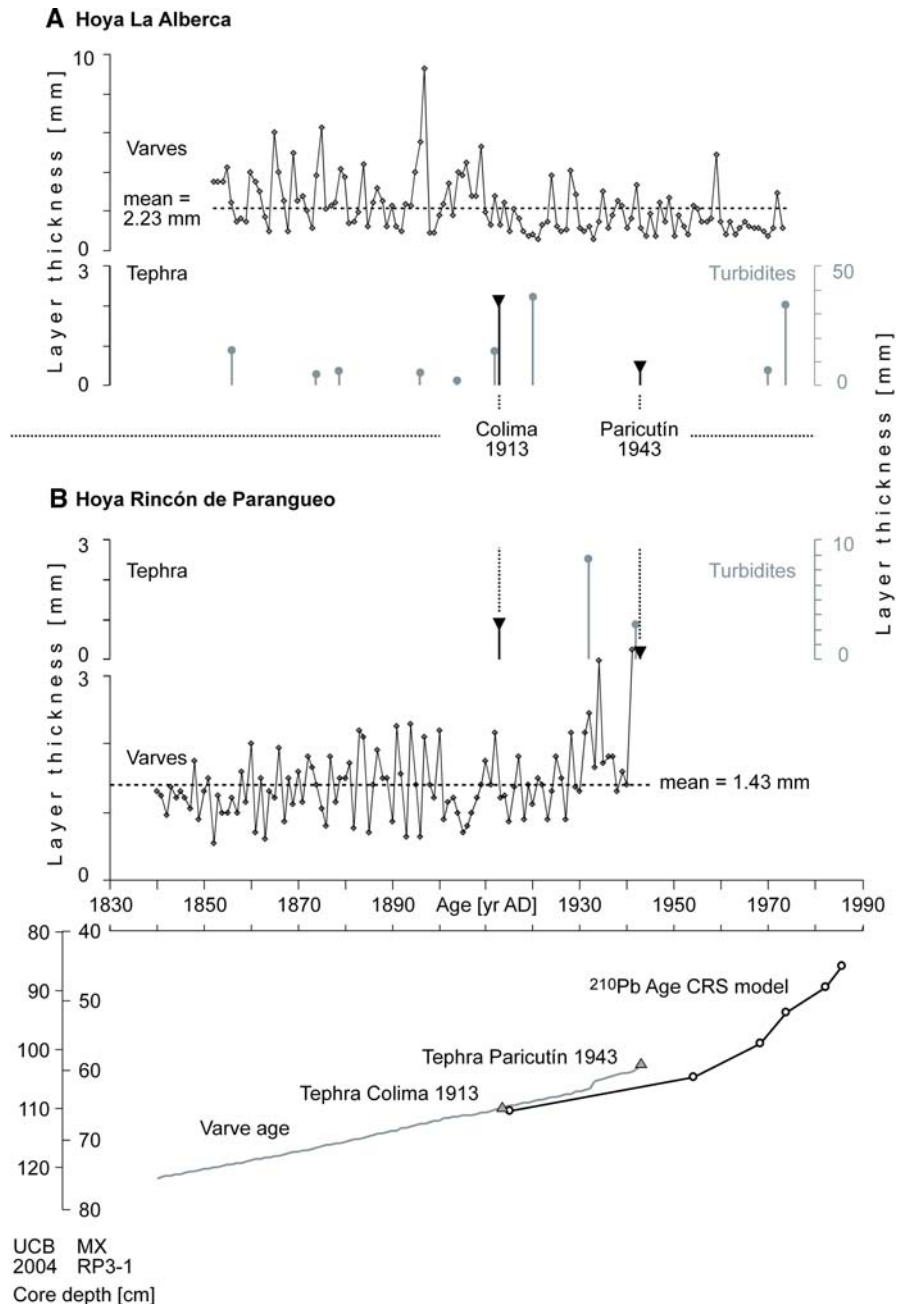 A Hoya La Alberca
Layer thickness [mm]
10
Varves
mean =
2.23 mm
0
Layer thickness [mm]
3
Tephra
0
Turbidites
50
0
Layer thickness [mm]
Colima
1913
Paricutín
1943
B Hoya Rincón de Parangueo
Layer thickness [mm]
3
Tephra
0
Turbidites
10
0
3
Varves
mean = 1.43 mm
0
1830 1850 1870 1890 Age [yr AD] 1930 1950 1970 1990
80 40
90 50
100 60
110 70
120 80
210Pb Age CRS model
Tephra Paricutín 1943
Tephra Colima 1913
Varve age
UCB MX
2004 RP3-1
Core depth [cm]